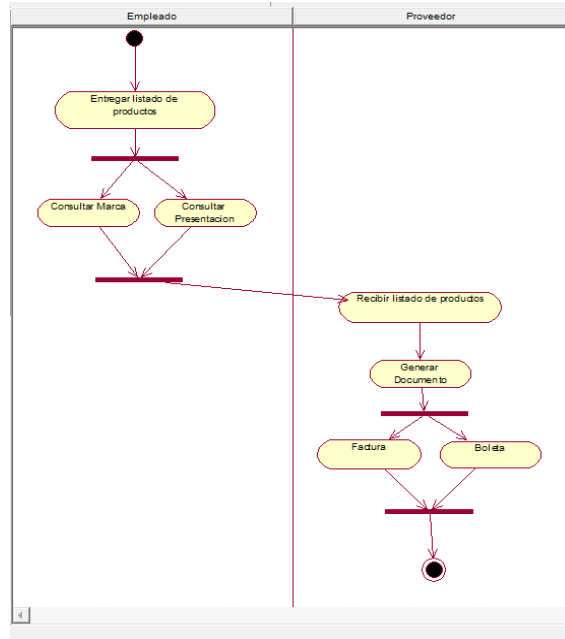 Empleado
Proveedor
Entregar listado de
productos
Consultar Marca
Consultar
Presentacion
Recibir listado de productos
Generar
Documento
Factura
Boleta